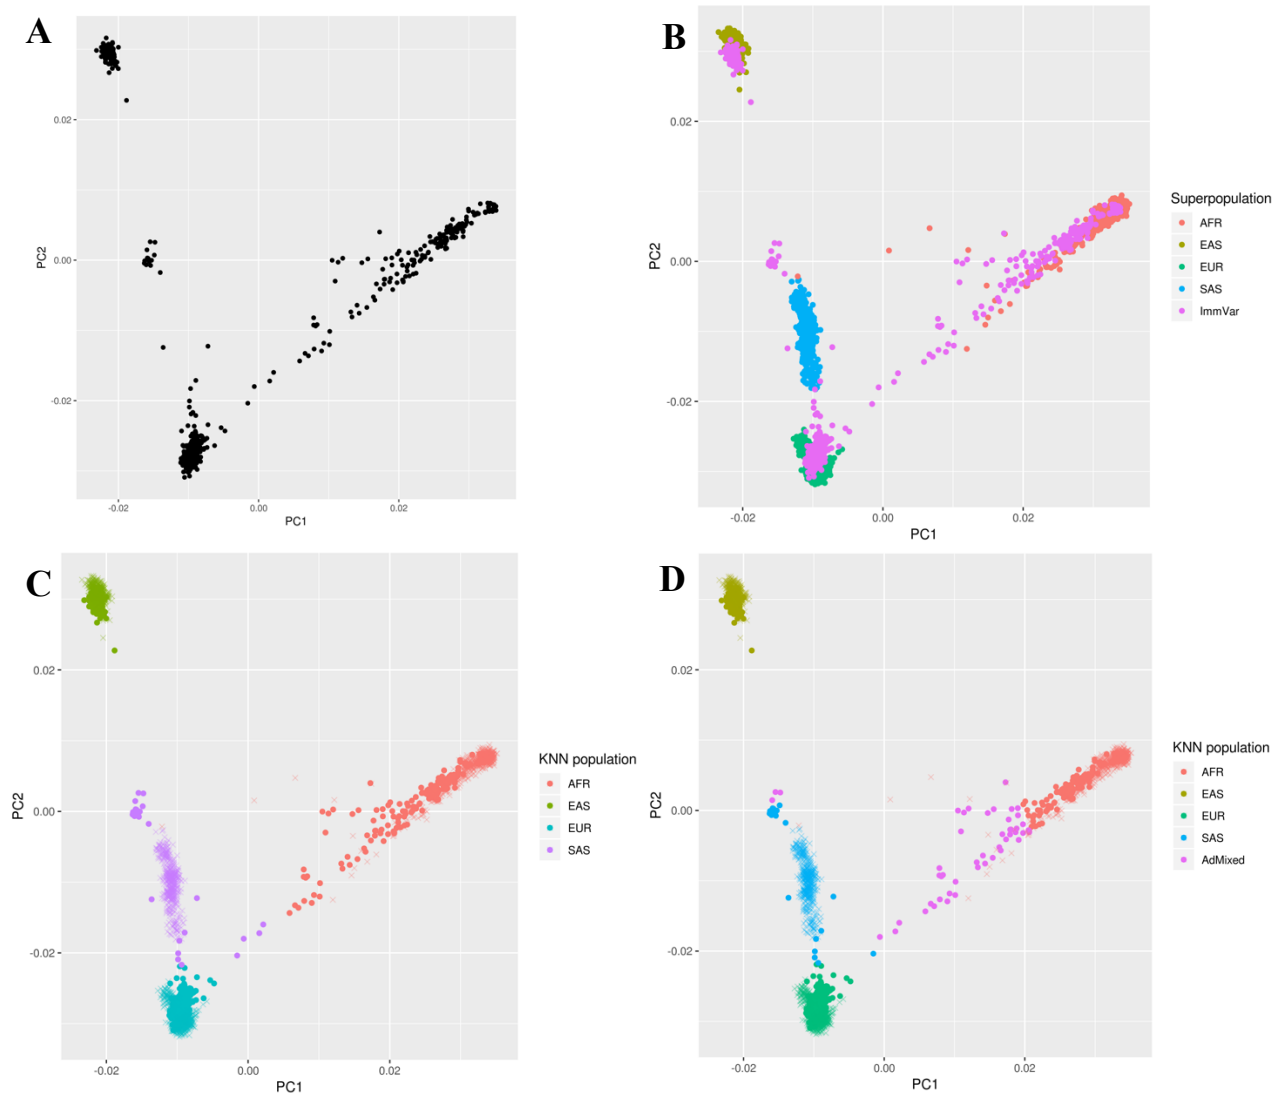 A
0.02
0.00
-0.02
PC2
-0.02
0.00
0.02
PC1
B
0.02
0.00
-0.02
PC2
-0.02
0.00
0.02
PC1
Superpopulation
AFR
EAS
EUR
SAS
ImmVar
C
0.02
0.00
-0.02
PC2
-0.02
0.00
0.02
PC1
KNN population
AFR
EAS
EUR
SAS
D
0.02
0.00
-0.02
PC2
-0.02
0.00
0.02
PC1
KNN population
AFR
EAS
EUR
SAS
AdMixed